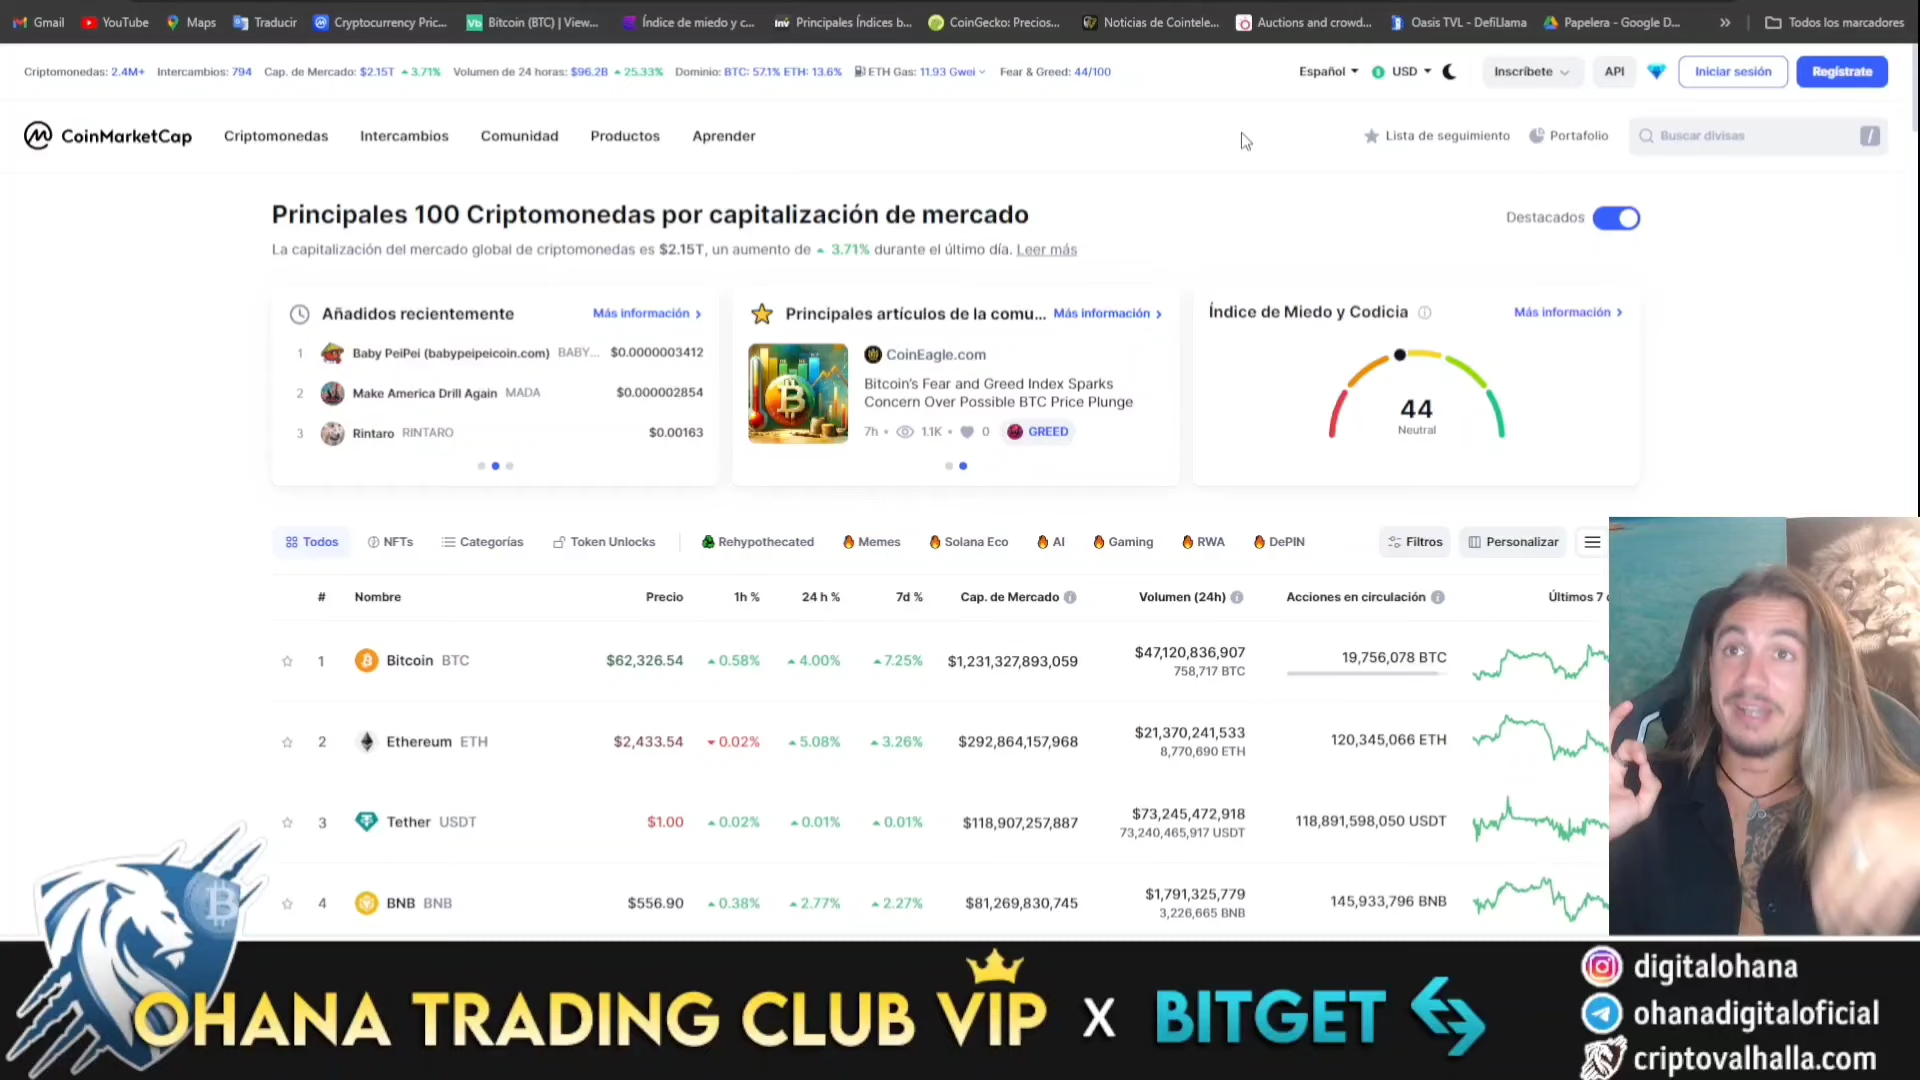 Gmail YouTube Maps Traducir Cryptocurrency Pric... Bitcoin (BTC) | View... Índice de miedo y c... Principales Índices b... CoinGecko: Precios... Noticias de Cointele... Auctions and crowd... Oasis TVL - DefiLlama Papelera - Google D... » Todos los marcadores
Criptomonedas: 2.4M+ Intercambios: 794 Cap. de Mercado: $2.15T 3.71% Volumen de 24 horas: $96.2B 25.33% Dominio: BTC: 57.1% ETH: 13.6% ETH Gas: 11.93 Gwei Fear & Greed: 44/100 Español USD Inscríbete API Iniciar sesión Regístrate
CoinMarketCap Criptomonedas Intercambios Comunidad Productos Aprender Lista de seguimiento Portafolio Buscar divisas /
Principales 100 Criptomonedas por capitalización de mercado Destacados
La capitalización del mercado global de criptomonedas es $2.15T, un aumento de 3.71% durante el último día. Leer más
Añadidos recientemente Más información >
1 Baby PeiPei (babypeipeicoin.com) BABY... $0.0000003412
2 Make America Drill Again MADA $0.000002854
3 Rintaro RINTARO $0.00163
Principales artículos de la comu... Más información >
CoinEagle.com
Bitcoin's Fear and Greed Index Sparks
Concern Over Possible BTC Price Plunge
7h • 1.1K • 0 GREED
Índice de Miedo y Codicia Más información >
44
Neutral
Todos NFTs Categorías Token Unlocks Rehypothecated Memes Solana Eco AI Gaming RWA DePIN Filtros Personalizar
# Nombre Precio 1h % 24 h % 7d % Cap. de Mercado Volumen (24h) Acciones en circulación Últimos 7
1 Bitcoin BTC $62,326.54 0.58% 4.00% 7.25% $1,231,327,893,059 $47,120,836,907 19,756,078 BTC
758,717 BTC
2 Ethereum ETH $2,433.54 0.02% 5.08% 3.26% $292,864,157,968 $21,370,241,533 120,345,066 ETH
8,770,690 ETH
3 Tether USDT $1.00 0.02% 0.01% 0.01% $118,907,257,887 $73,245,472,918 118,891,598,050 USDT
73,240,465,917 USDT
4 BNB BNB $556.90 0.38% 2.77% 2.27% $81,269,830,745 $1,791,325,779 145,933,796 BNB
3,226,665 BNB
OHANA TRADING CLUB VIP X BITGET
digitalohana
ohanadigitaloficial
criptovalhalla.com